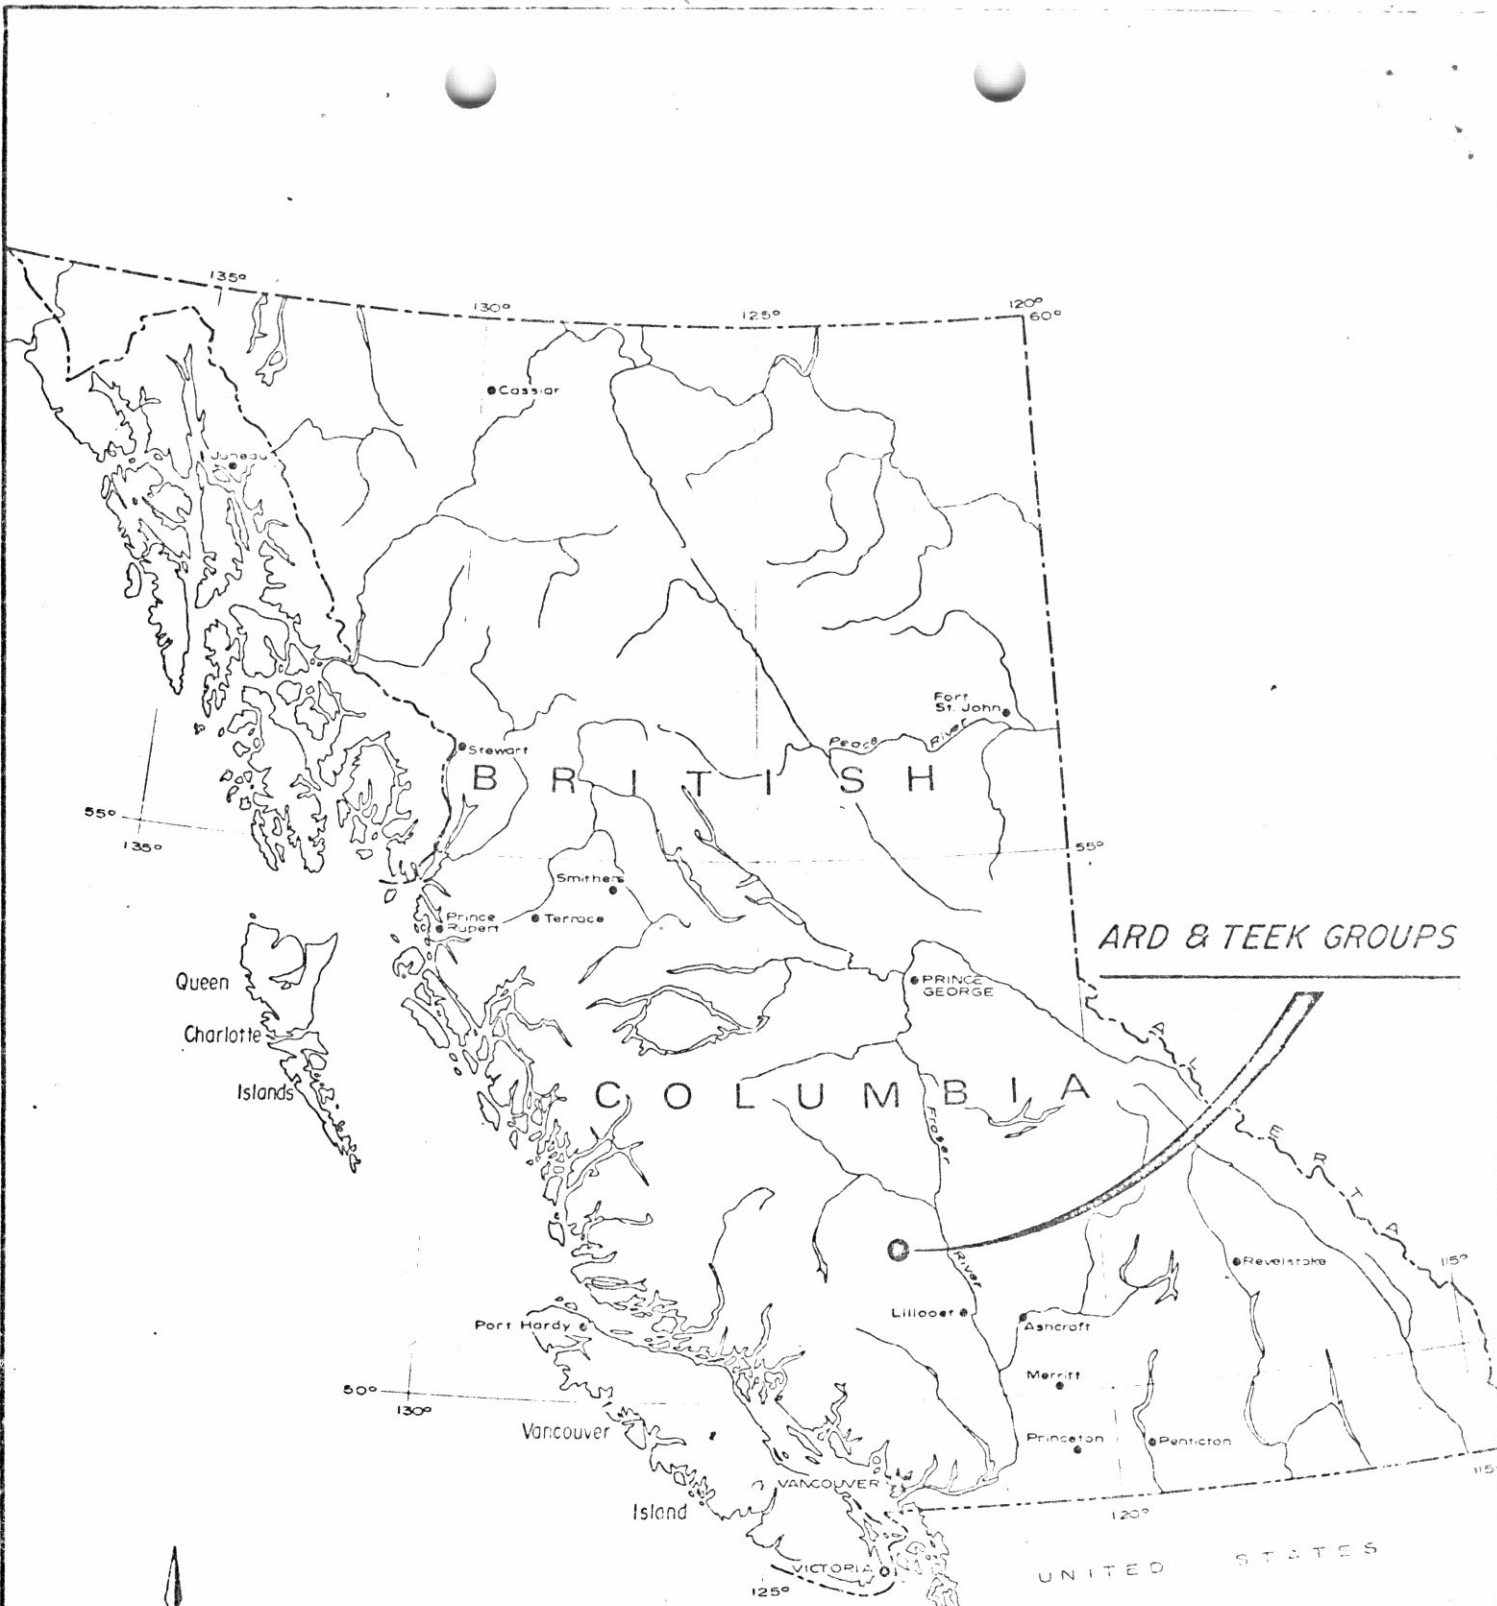 135°
130°
125°
120°
60°
Cassiar
Juneau
Fort
St. John
Peace River
Stewart
BRITISH
55°
135°
55°
Smithers
Terrace
Prince
Rupert
ARD & TEEK GROUPS
Queen
Charlotte
Islands
PRINCE
GEORGE
COLUMBIA
Fraser River
Revelstoke
115°
Lillooet
Ashcroft
Port Hardy
Merritt
50°
130°
Vancouver
Island
Princeton
Penticton
VANCOUVER
120°
VICTORIA
125°
UNITED STATES